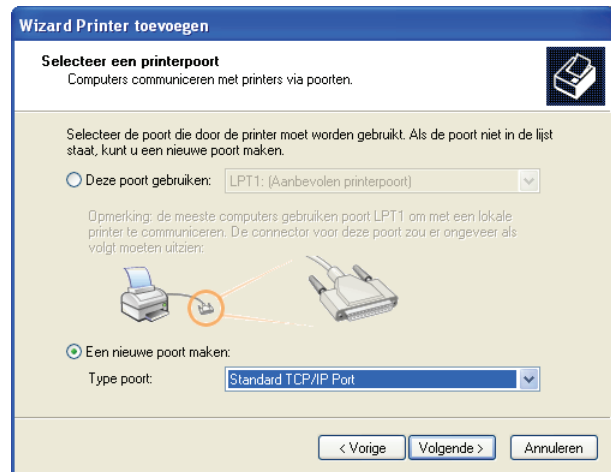 Wizard Printer toevoegen
Selecteer een printerpoort
Computers communiceren met printers via poorten.
Selecteer de poort die door de printer moet worden gebruikt. Als de poort niet in de lijst
staat, kunt u een nieuwe poort maken.
Deze poort gebruiken: LPT1: (Aanbevolen printerpoort)
Opmerking: de meeste computers gebruiken poort LPT1 om met een lokale
printer te communiceren. De connector voor deze poort zou er ongeveer als
volgt moeten uitzien:
Een nieuwe poort maken:
Type poort: Standard TCP/IP Port
< Vorige Volgende > Annuleren